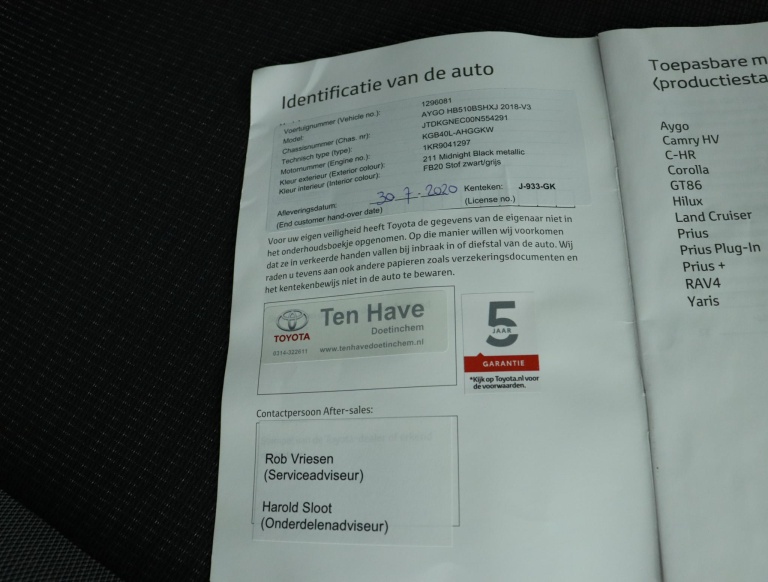 Identificatie van de auto
Voertuignummer (Vehicle no.): 1296081
Model: AYGO HB510B5HXJ 2018-V3
Chassisnummer (Chas. nr): JTDKGNEC00N554291
Technisch type (type): KGB40L-AHGGKW
Motornummer (Engine no.): 1KR9041297
Kleur exterieur (Exterior colour): 211 Midnight Black metallic
Kleur interieur (Interior colour): FB20 Stof zwart/grijs
Afleveringsdatum: 30-7-2020 Kenteken: J-933-GK
(End customer hand-over date) (License no.)
Voor uw eigen veiligheid heeft Toyota de gegevens van de eigenaar niet in
het onderhoudsboekje opgenomen. Op die manier willen wij voorkomen
dat ze in verkeerde handen vallen bij inbraak in of diefstal van de auto. Wij
raden u tevens aan ook andere papieren zoals verzekeringsdocumenten en
het kentekenbewijs niet in de auto te bewaren.
TOYOTA
0314-322611
Ten Have
Doetinchem
www.tenhavedoetinchem.nl
5
JAAR
GARANTIE
*Kijk op Toyota.nl voor
de voorwaarden.
Contactpersoon After-sales:
Rob Vriesen
(Serviceadviseur)
Harold Sloot
(Onderdelenadviseur)
Toepasbare m
(productiesta
Aygo
Camry HV
C-HR
Corolla
GT86
Hilux
Land Cruiser
Prius
Prius Plug-In
Prius +
RAV4
Yaris